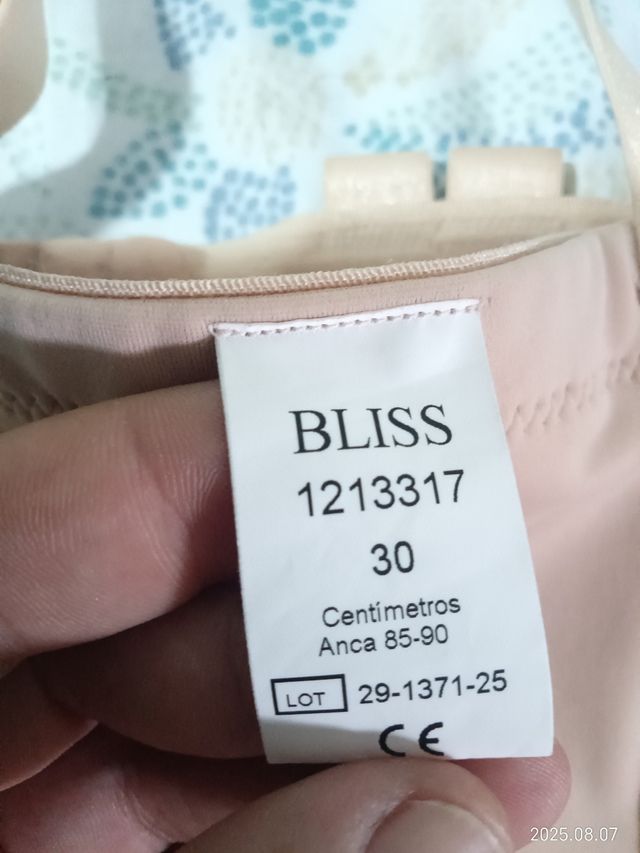 BLISS
1213317
30
Centímetros
Anca 85-90
LOT 29-1371-25
CE
2025.08.07